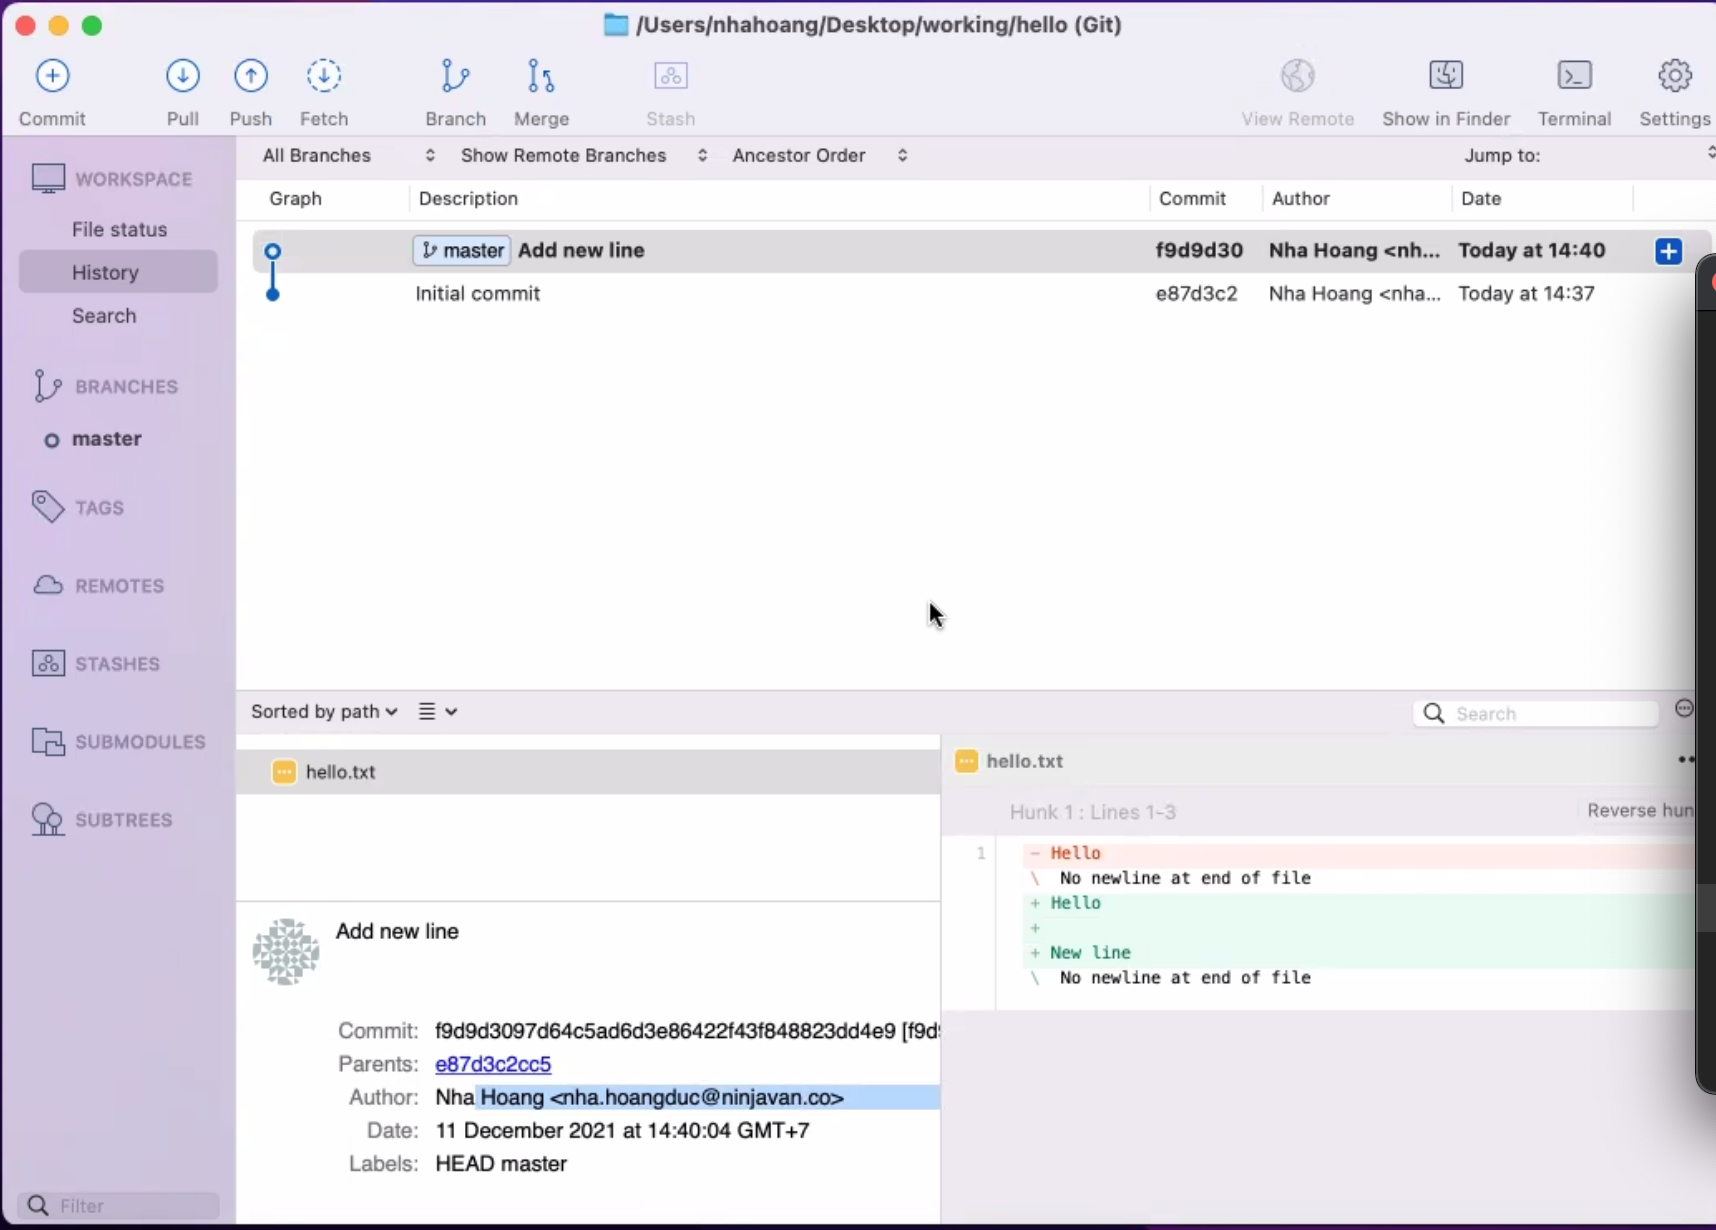 /Users/nhahoang/Desktop/working/hello (Git)
Commit Pull Push Fetch Branch Merge Stash View Remote Show in Finder Terminal Settings
All Branches Show Remote Branches Ancestor Order Jump to:
Graph Description Commit Author Date
master Add new line f9d9d30 Nha Hoang <nh... Today at 14:40
Initial commit e87d3c2 Nha Hoang <nha... Today at 14:37
WORKSPACE
File status
History
Search
BRANCHES
master
TAGS
REMOTES
STASHES
SUBMODULES
SUBTREES
Filter
Sorted by path
Search
hello.txt
Add new line
Commit: f9d9d3097d64c5ad6d3e86422f43f848823dd4e9 [f9d
Parents: e87d3c2cc5
Author: Nha Hoang <nha.hoangduc@ninjavan.co>
Date: 11 December 2021 at 14:40:04 GMT+7
Labels: HEAD master
hello.txt
Hunk 1 : Lines 1-3 Reverse hun
1 - Hello
\ No newline at end of file
+ Hello
+
+ New line
\ No newline at end of file